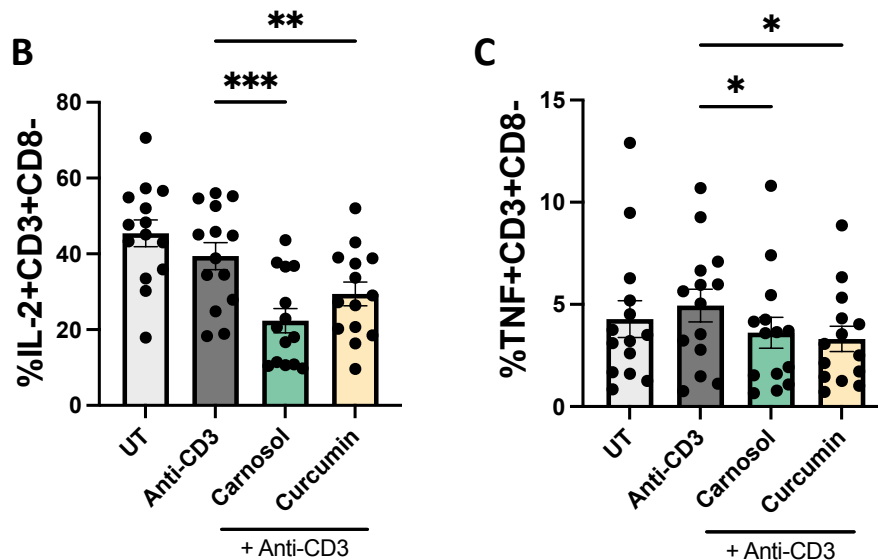 B
**
***
%IL-2+CD3+CD8-
80
60
40
20
0
UT
Anti-CD3
Carnosol
Curcumin
+ Anti-CD3
C
*
*
%TNF+CD3+CD8-
15
10
5
0
UT
Anti-CD3
Carnosol
Curcumin
+ Anti-CD3